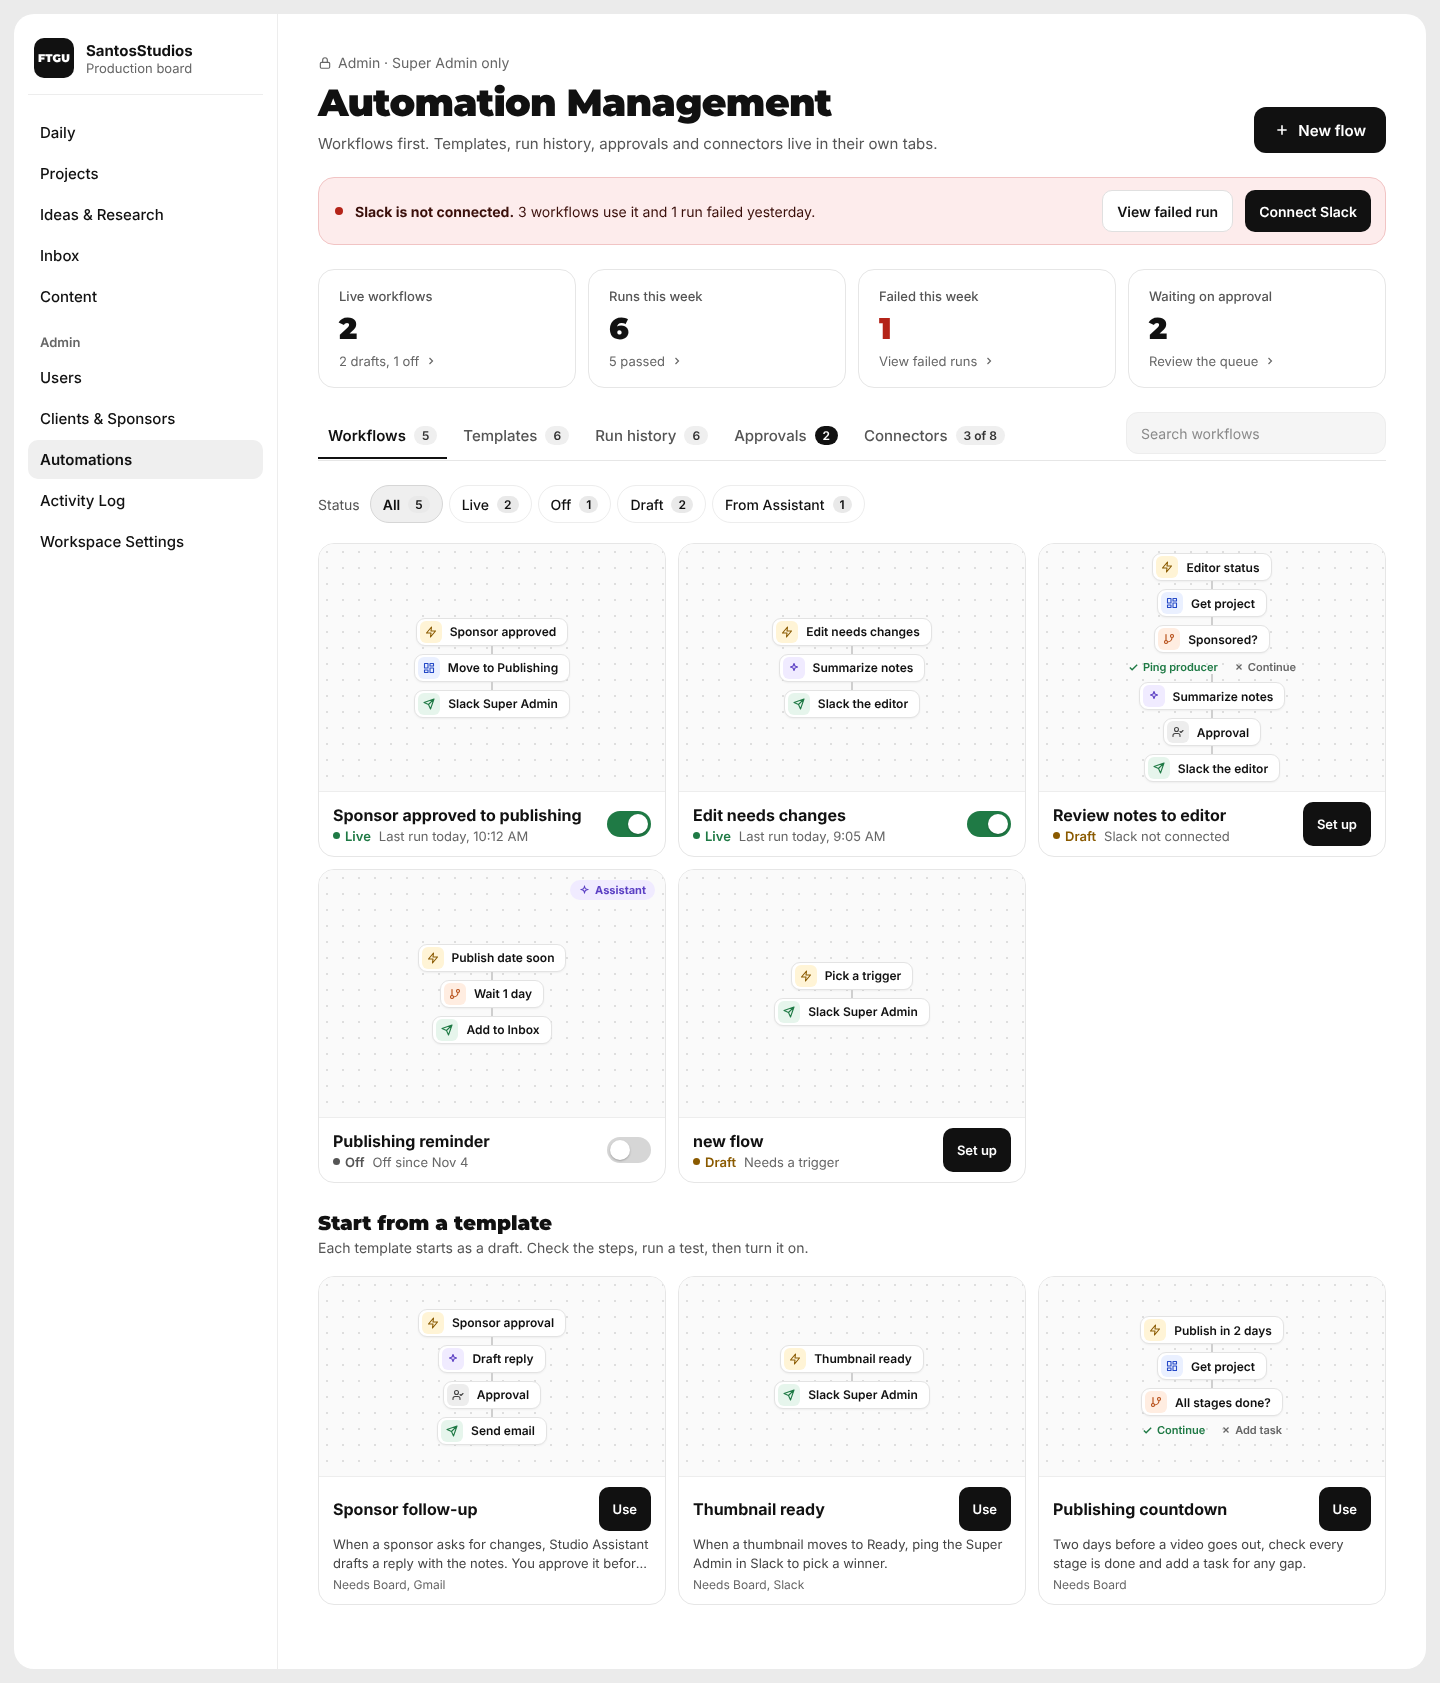 FTGU
SantosStudios
Production board
Daily
Projects
Ideas & Research
Inbox
Content
Admin
Users
Clients & Sponsors
Automations
Activity Log
Workspace Settings
Admin · Super Admin only
Automation Management
Workflows first. Templates, run history, approvals and connectors live in their own tabs.
+ New flow
Slack is not connected. 3 workflows use it and 1 run failed yesterday.
View failed run
Connect Slack
Live workflows
2
2 drafts, 1 off
Runs this week
6
5 passed
Failed this week
1
View failed runs
Waiting on approval
2
Review the queue
Workflows 5
Templates 6
Run history 6
Approvals 2
Connectors 3 of 8
Search workflows
Status
All 5
Live 2
Off 1
Draft 2
From Assistant 1
Sponsor approved
Move to Publishing
Slack Super Admin
Sponsor approved to publishing
Live Last run today, 10:12 AM
Edit needs changes
Summarize notes
Slack the editor
Edit needs changes
Live Last run today, 9:05 AM
Editor status
Get project
Sponsored?
Ping producer
Continue
Summarize notes
Approval
Slack the editor
Review notes to editor
Draft Slack not connected
Set up
Assistant
Publish date soon
Wait 1 day
Add to Inbox
Publishing reminder
Off Off since Nov 4
Pick a trigger
Slack Super Admin
new flow
Draft Needs a trigger
Set up
Start from a template
Each template starts as a draft. Check the steps, run a test, then turn it on.
Sponsor approval
Draft reply
Approval
Send email
Sponsor follow-up
Use
When a sponsor asks for changes, Studio Assistant
drafts a reply with the notes. You approve it befor...
Needs Board, Gmail
Thumbnail ready
Slack Super Admin
Thumbnail ready
Use
When a thumbnail moves to Ready, ping the Super
Admin in Slack to pick a winner.
Needs Board, Slack
Publish in 2 days
Get project
All stages done?
Continue
Add task
Publishing countdown
Use
Two days before a video goes out, check every
stage is done and add a task for any gap.
Needs Board